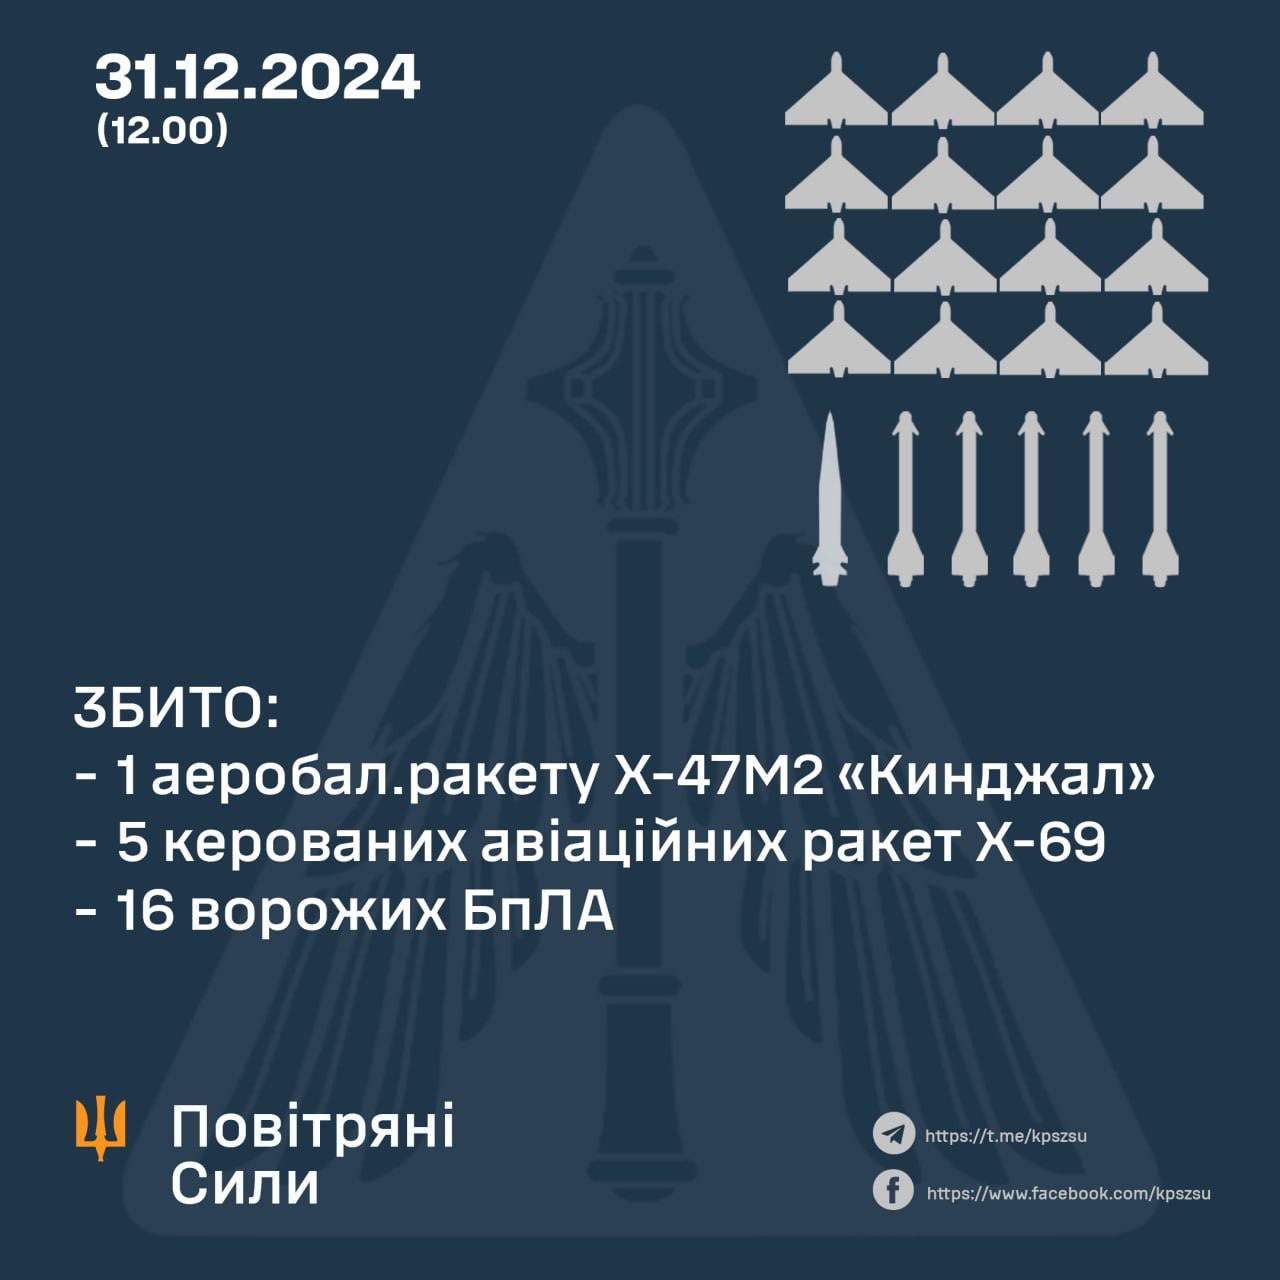 31.12.2024
(12.00)
ЗБИТО:
- 1 аеробал.ракету Х-47М2 «Кинджал»
- 5 керованих авіаційних ракет Х-69
- 16 ворожих БпЛА
Повітряні
Сили
https://t.me/kpszsu
https://www.facebook.com/kpszsu